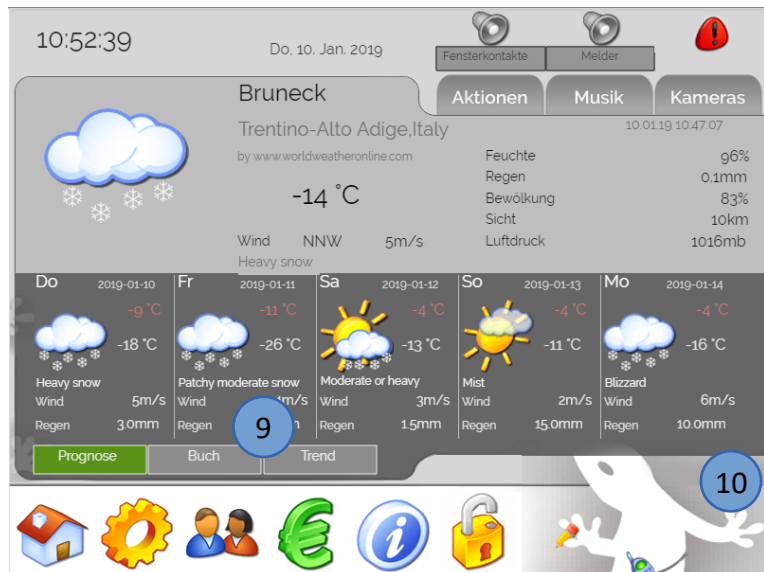 10:52:39
Do, 10. Jan. 2019
Fensterkontakte
Melder
Bruneck
Aktionen
Musik
Kameras
Trentino-Alto Adige,Italy
10.01.19 10:47:07
by www.worldweatheronline.com
-14 °C
Wind NNW 5m/s
Heavy snow
Feuchte 96%
Regen 0.1mm
Bewölkung 83%
Sicht 10km
Luftdruck 1016mb
Do 2019-01-10
-9 °C
-18 °C
Heavy snow
Wind 5m/s
Regen 3.0mm
Fr 2019-01-11
-11 °C
-26 °C
Patchy moderate snow
Wind
Regen
Sa 2019-01-12
-4 °C
-13 °C
Moderate or heavy
Wind 3m/s
Regen 1.5mm
So 2019-01-13
-4 °C
-11 °C
Mist
Wind 2m/s
Regen 15.0mm
Mo 2019-01-14
-4 °C
-16 °C
Blizzard
Wind 6m/s
Regen 10.0mm
9
Prognose
Buch
Trend
10